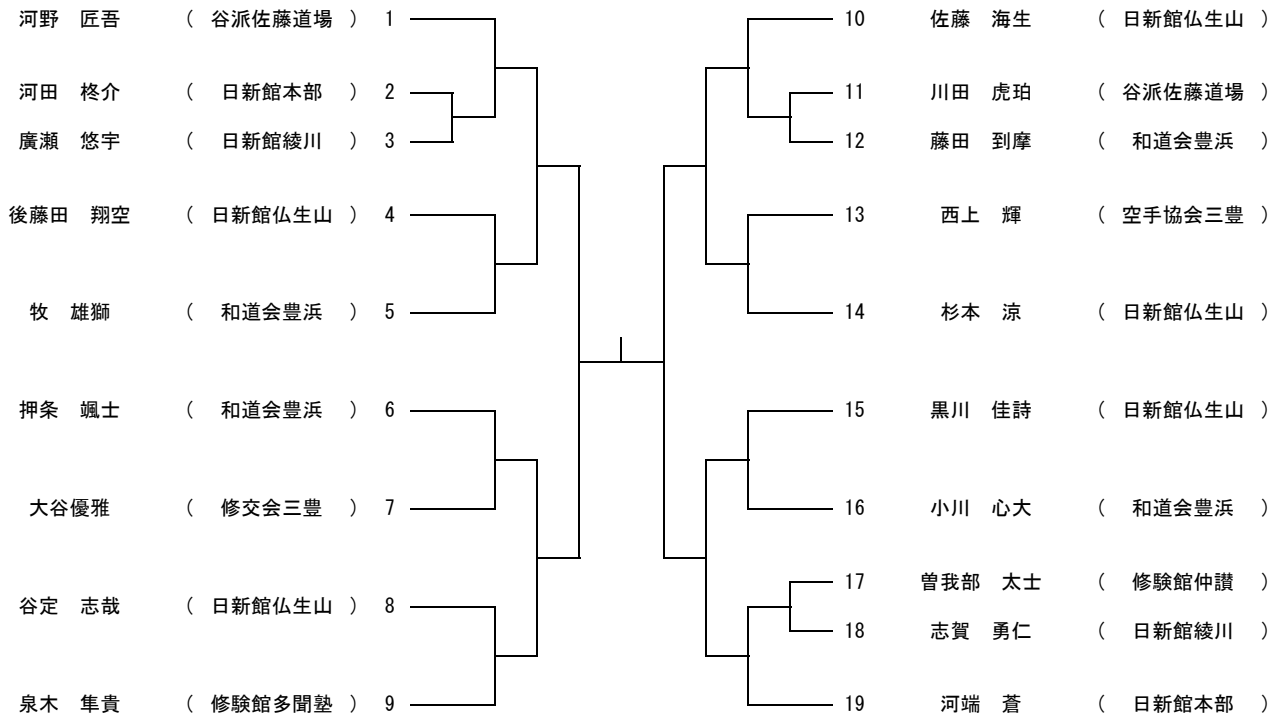 河野　匠吾 （ 谷派佐藤道場 ） 1
河田　柊介 （ 日新館本部 ） 2
廣瀬　悠宇 （ 日新館綾川 ） 3
後藤田　翔空 （ 日新館仏生山 ） 4
牧　雄獅 （ 和道会豊浜 ） 5
押条　颯士 （ 和道会豊浜 ） 6
大谷優雅 （ 修交会三豊 ） 7
谷定　志哉 （ 日新館仏生山 ） 8
泉木　隼貴 （ 修験館多聞塾 ） 9
10 佐藤　海生 （ 日新館仏生山 ）
11 川田　虎珀 （ 谷派佐藤道場 ）
12 藤田　到摩 （ 和道会豊浜 ）
13 西上　輝 （ 空手協会三豊 ）
14 杉本　涼 （ 日新館仏生山 ）
15 黒川　佳詩 （ 日新館仏生山 ）
16 小川　心大 （ 和道会豊浜 ）
17 曽我部　太士 （ 修験館仲讃 ）
18 志賀　勇仁 （ 日新館綾川 ）
19 河端　蒼 （ 日新館本部 ）